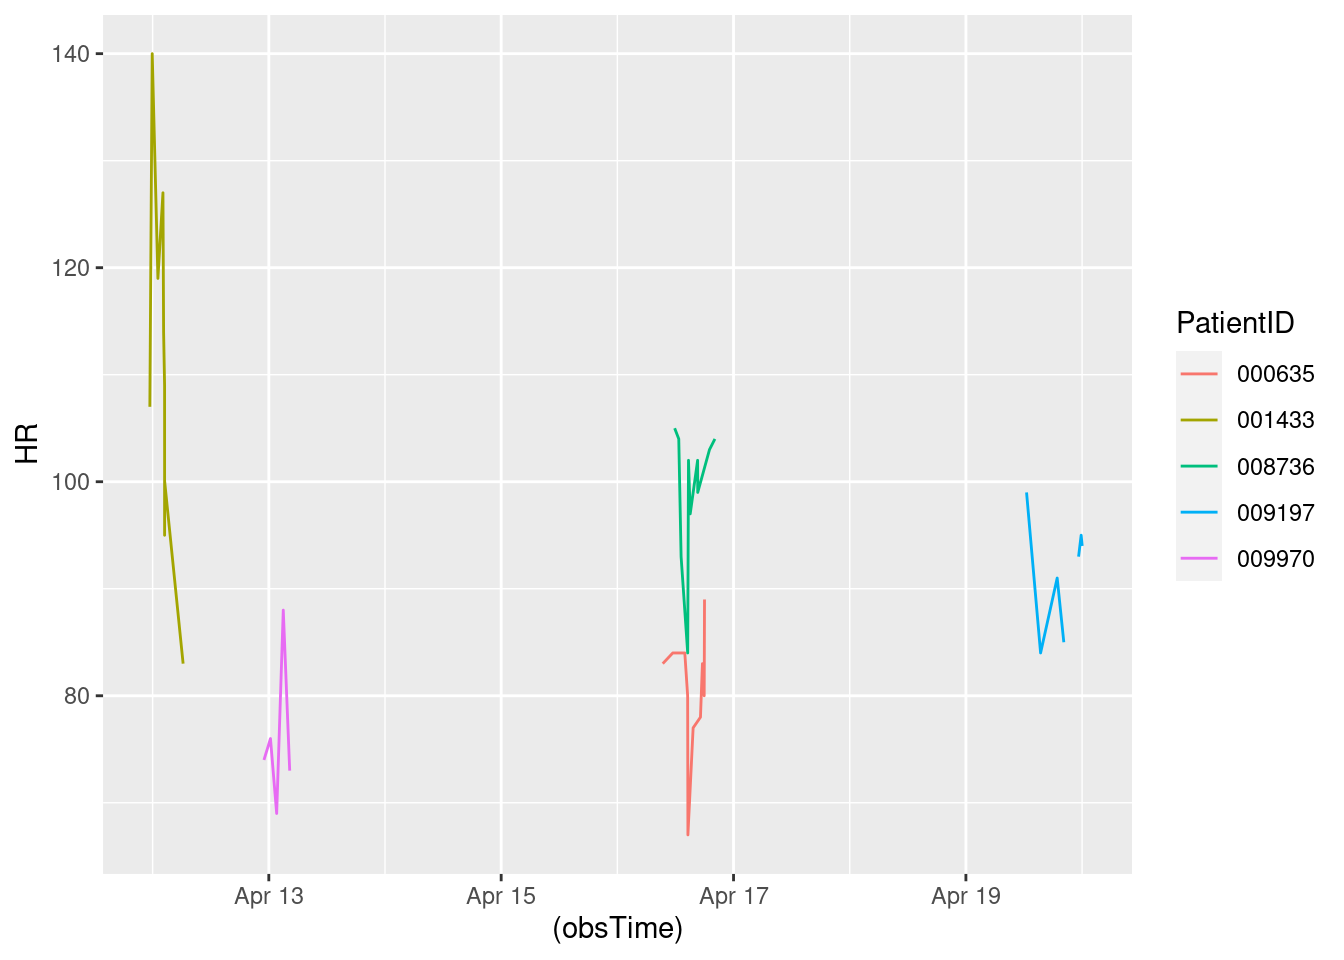 140
120
100
80
HR
Apr 13
Apr 15
Apr 17
Apr 19
(obsTime)
PatientID
000635
001433
008736
009197
009970